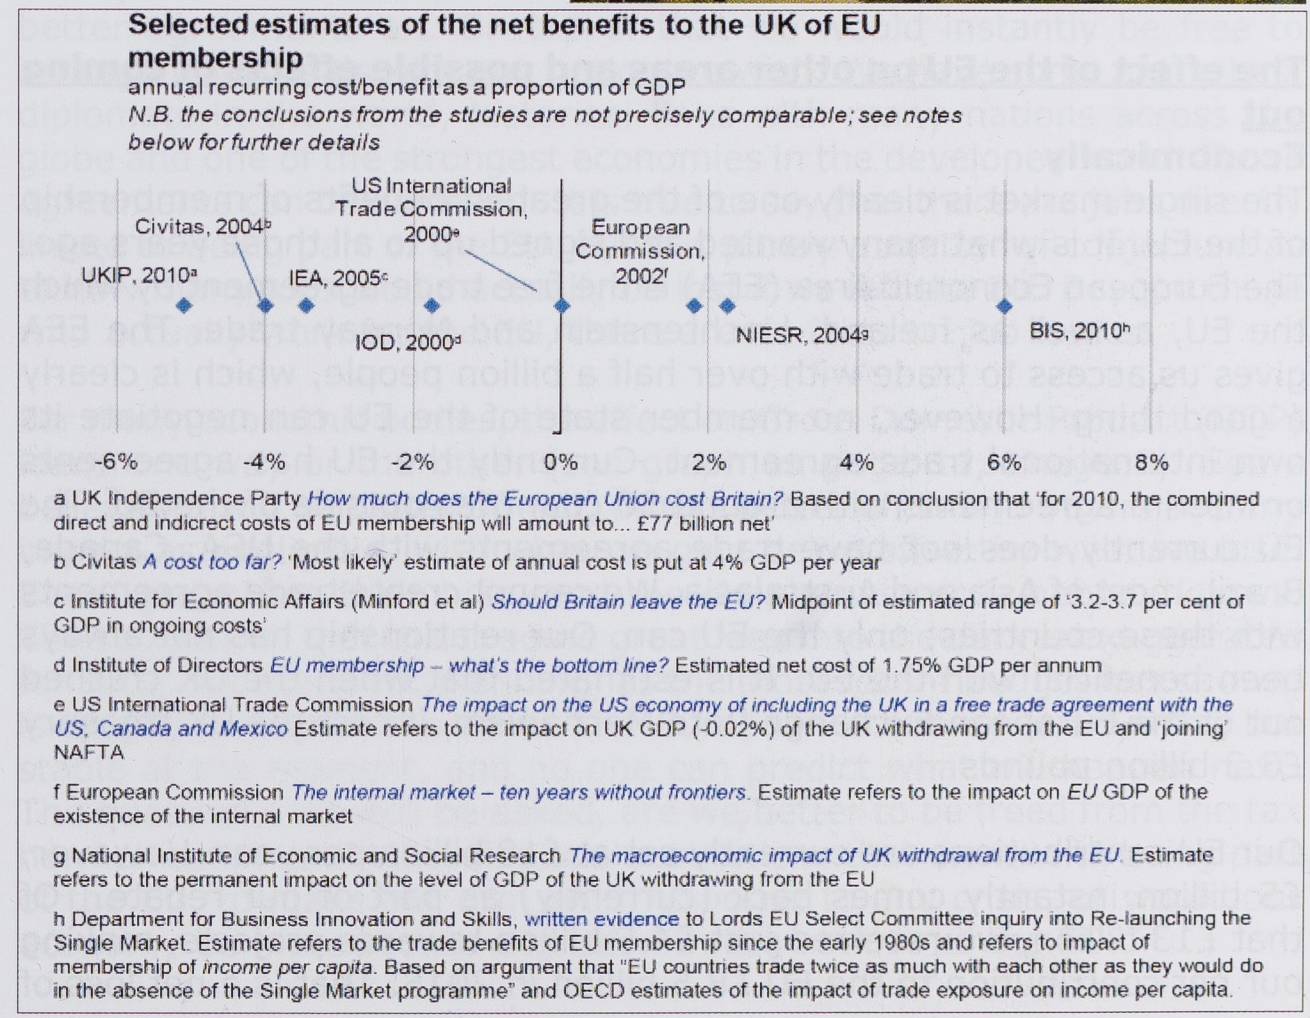 Selected estimates of the net benefits to the UK of EU
membership
annual recurring cost/benefit as a proportion of GDP
N.B. the conclusions from the studies are not precisely comparable; see notes
below for further details
US International
Trade Commission,
2000ᵉ
Civitas, 2004ᵇ
European
Commission,
2002ᶠ
UKIP, 2010ᵃ
IEA, 2005ᶜ
IOD, 2000ᵈ
NIESR, 2004ᵍ
BIS, 2010ʰ
-6% -4% -2% 0% 2% 4% 6% 8%
a UK Independence Party How much does the European Union cost Britain? Based on conclusion that 'for 2010, the combined
direct and indicrect costs of EU membership will amount to... £77 billion net'
b Civitas A cost too far? 'Most likely' estimate of annual cost is put at 4% GDP per year
c Institute for Economic Affairs (Minford et al) Should Britain leave the EU? Midpoint of estimated range of '3.2-3.7 per cent of
GDP in ongoing costs'
d Institute of Directors EU membership – what's the bottom line? Estimated net cost of 1.75% GDP per annum
e US International Trade Commission The impact on the US economy of including the UK in a free trade agreement with the
US, Canada and Mexico Estimate refers to the impact on UK GDP (-0.02%) of the UK withdrawing from the EU and 'joining'
NAFTA
f European Commission The internal market – ten years without frontiers. Estimate refers to the impact on EU GDP of the
existence of the internal market
g National Institute of Economic and Social Research The macroeconomic impact of UK withdrawal from the EU. Estimate
refers to the permanent impact on the level of GDP of the UK withdrawing from the EU
h Department for Business Innovation and Skills, written evidence to Lords EU Select Committee inquiry into Re-launching the
Single Market. Estimate refers to the trade benefits of EU membership since the early 1980s and refers to impact of
membership of income per capita. Based on argument that "EU countries trade twice as much with each other as they would do
in the absence of the Single Market programme" and OECD estimates of the impact of trade exposure on income per capita.